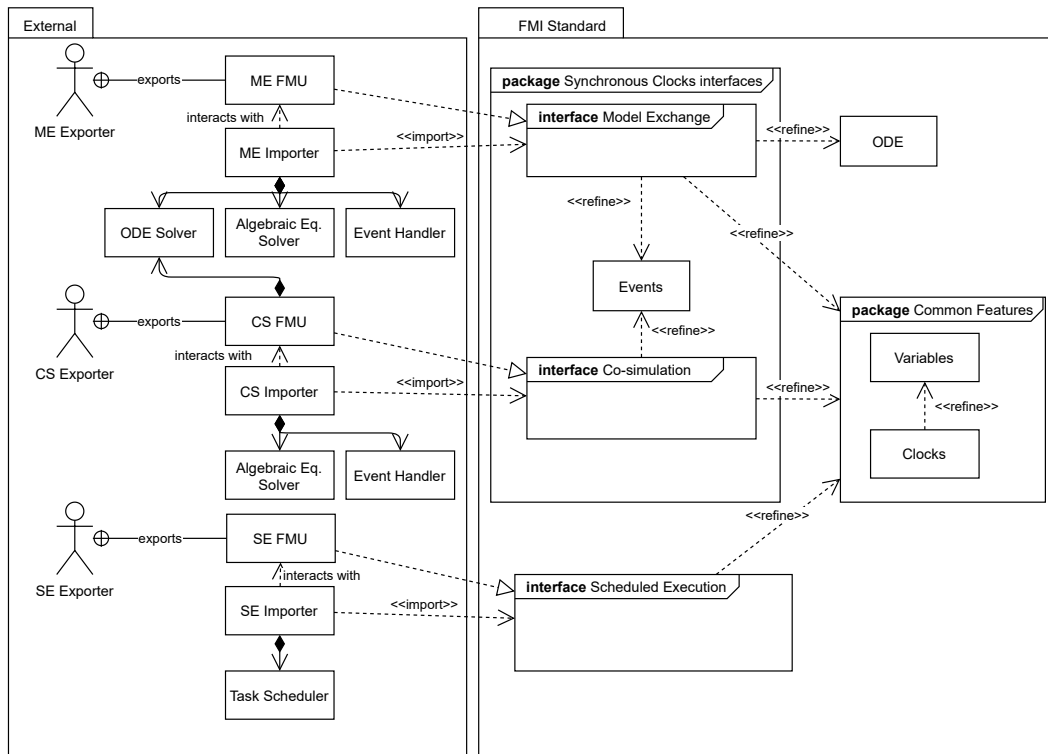 External
FMI Standard
ME Exporter
exports
ME FMU
interacts with
ME Importer
ODE Solver
Algebraic Eq.
Solver
Event Handler
CS Exporter
exports
CS FMU
interacts with
CS Importer
Algebraic Eq.
Solver
Event Handler
SE Exporter
exports
SE FMU
interacts with
SE Importer
Task Scheduler
<<import>>
<<import>>
<<import>>
package Synchronous Clocks interfaces
interface Model Exchange
<<refine>>
ODE
<<refine>>
<<refine>>
Events
<<refine>>
interface Co-simulation
<<refine>>
package Common Features
Variables
<<refine>>
Clocks
<<refine>>
interface Scheduled Execution